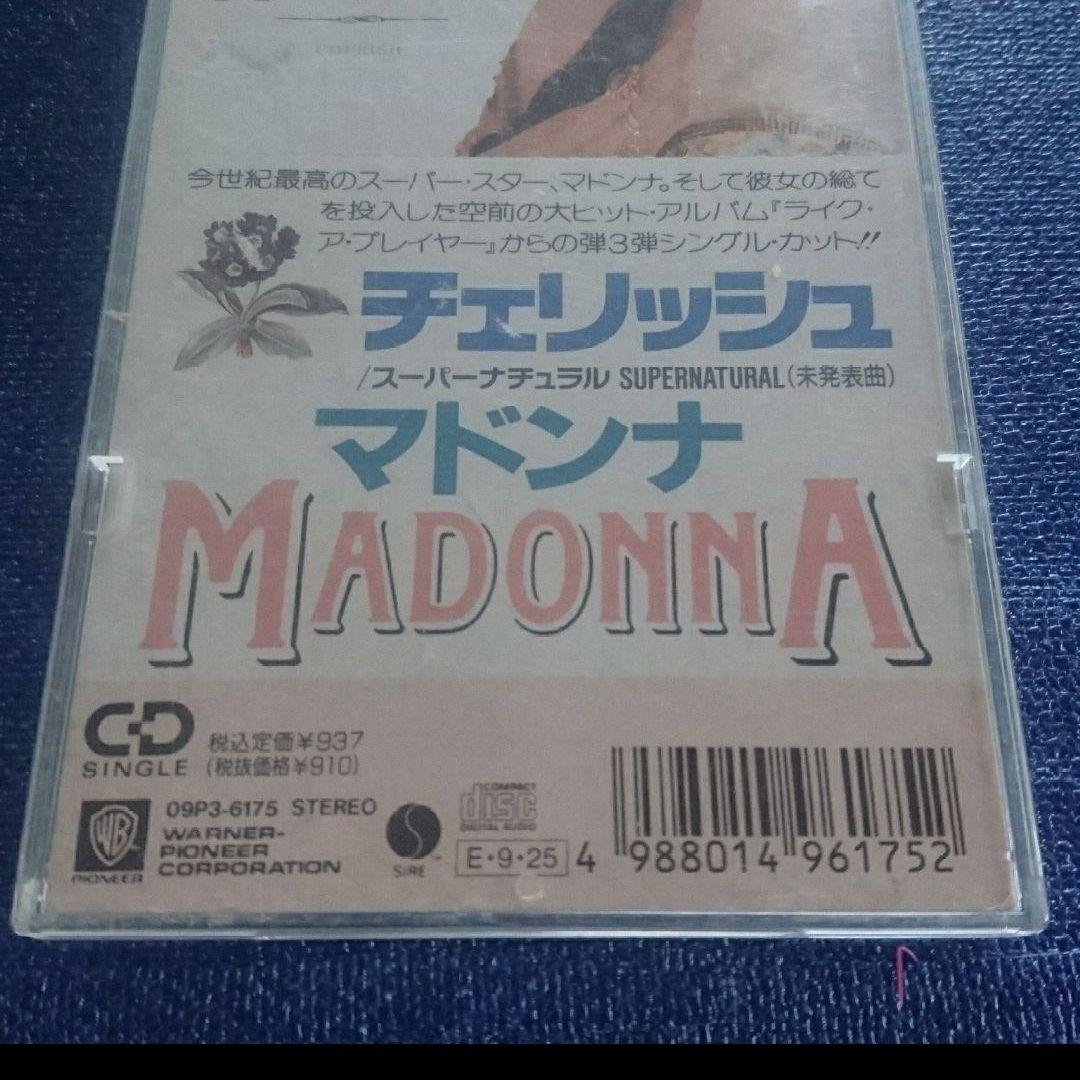 今世紀最高のスーパー・スター、マドンナ。そして彼女の総て
を投入した空前の大ヒット・アルバム『ライク・
ア・プレイヤー』からの弾3弾シングル・カット!!
チェリッシュ
/スーパーナチュラル SUPERNATURAL(未発表曲)
マドンナ
MADONNA
CD
SINGLE
税込定価¥937
(税抜価格¥910)
09P3-6175 STEREO
WARNER-
PIONEER
CORPORATION
WB
PIONEER
SIRE
COMPACT
disc
DIGITAL AUDIO
E・9・25
4 988014 961752